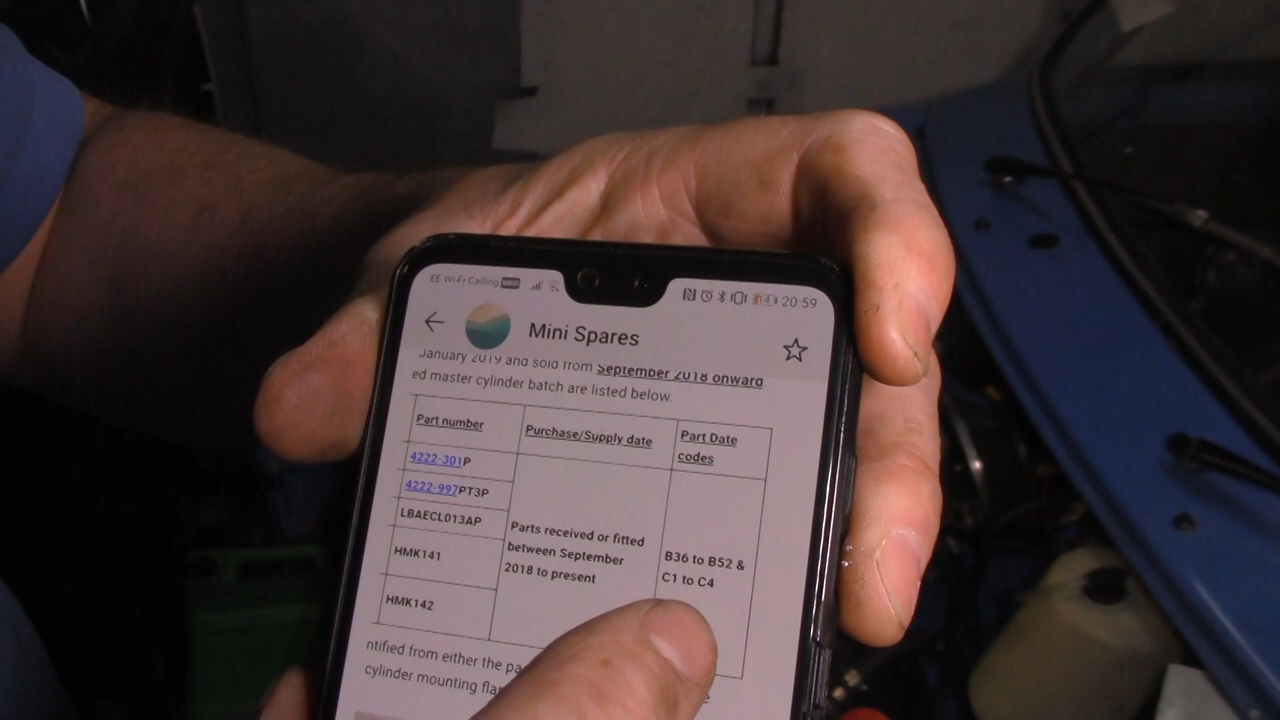 EE Wi-Fi Calling
20:59
Mini Spares
January 2019 and sold from September 2018 onward.
ed master cylinder batch are listed below.
Part number
Purchase/Supply date
Part Date
codes
4222-301P
4222-997PT3P
LBAECL013AP
HMK141
HMK142
Parts received or fitted
between September
2018 to present
B36 to B52 &
C1 to C4
ntified from either the
cylinder mounting